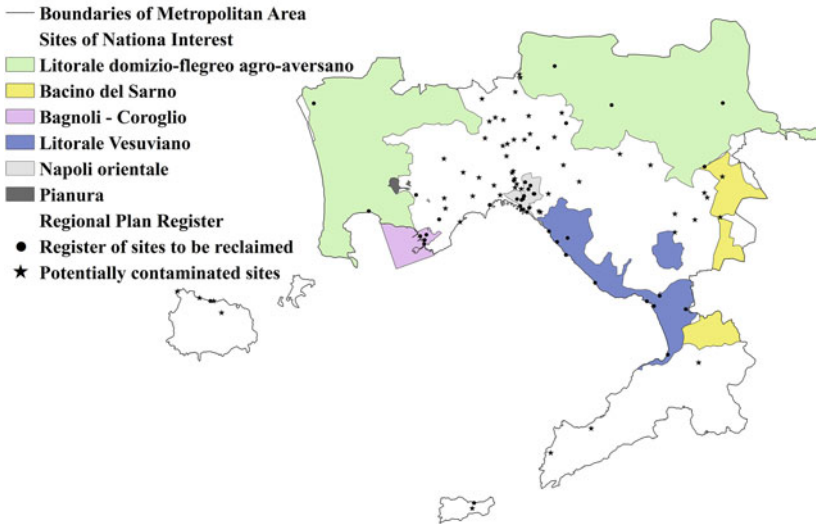 Boundaries of Metropolitan Area
Sites of Nationa Interest
Litorale domizio-flegreo agro-aversano
Bacino del Sarno
Bagnoli - Coroglio
Litorale Vesuviano
Napoli orientale
Pianura
Regional Plan Register
Register of sites to be reclaimed
Potentially contaminated sites